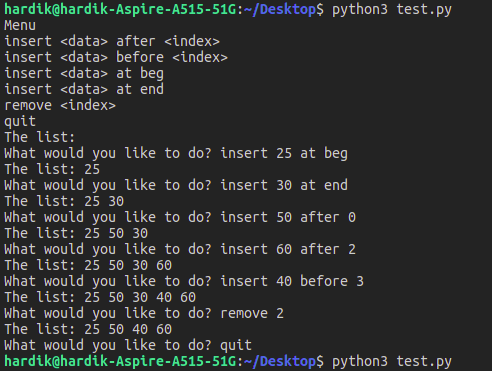 hardik@hardik-Aspire-A515-51G:~/Desktop$ python3 test.py
Menu
insert <data> after <index>
insert <data> before <index>
insert <data> at beg
insert <data> at end
remove <index>
quit
The list:
What would you like to do? insert 25 at beg
The list: 25
What would you like to do? insert 30 at end
The list: 25 30
What would you like to do? insert 50 after 0
The list: 25 50 30
What would you like to do? insert 60 after 2
The list: 25 50 30 60
What would you like to do? insert 40 before 3
The list: 25 50 30 40 60
What would you like to do? remove 2
The list: 25 50 40 60
What would you like to do? quit
hardik@hardik-Aspire-A515-51G:~/Desktop$ python3 test.py